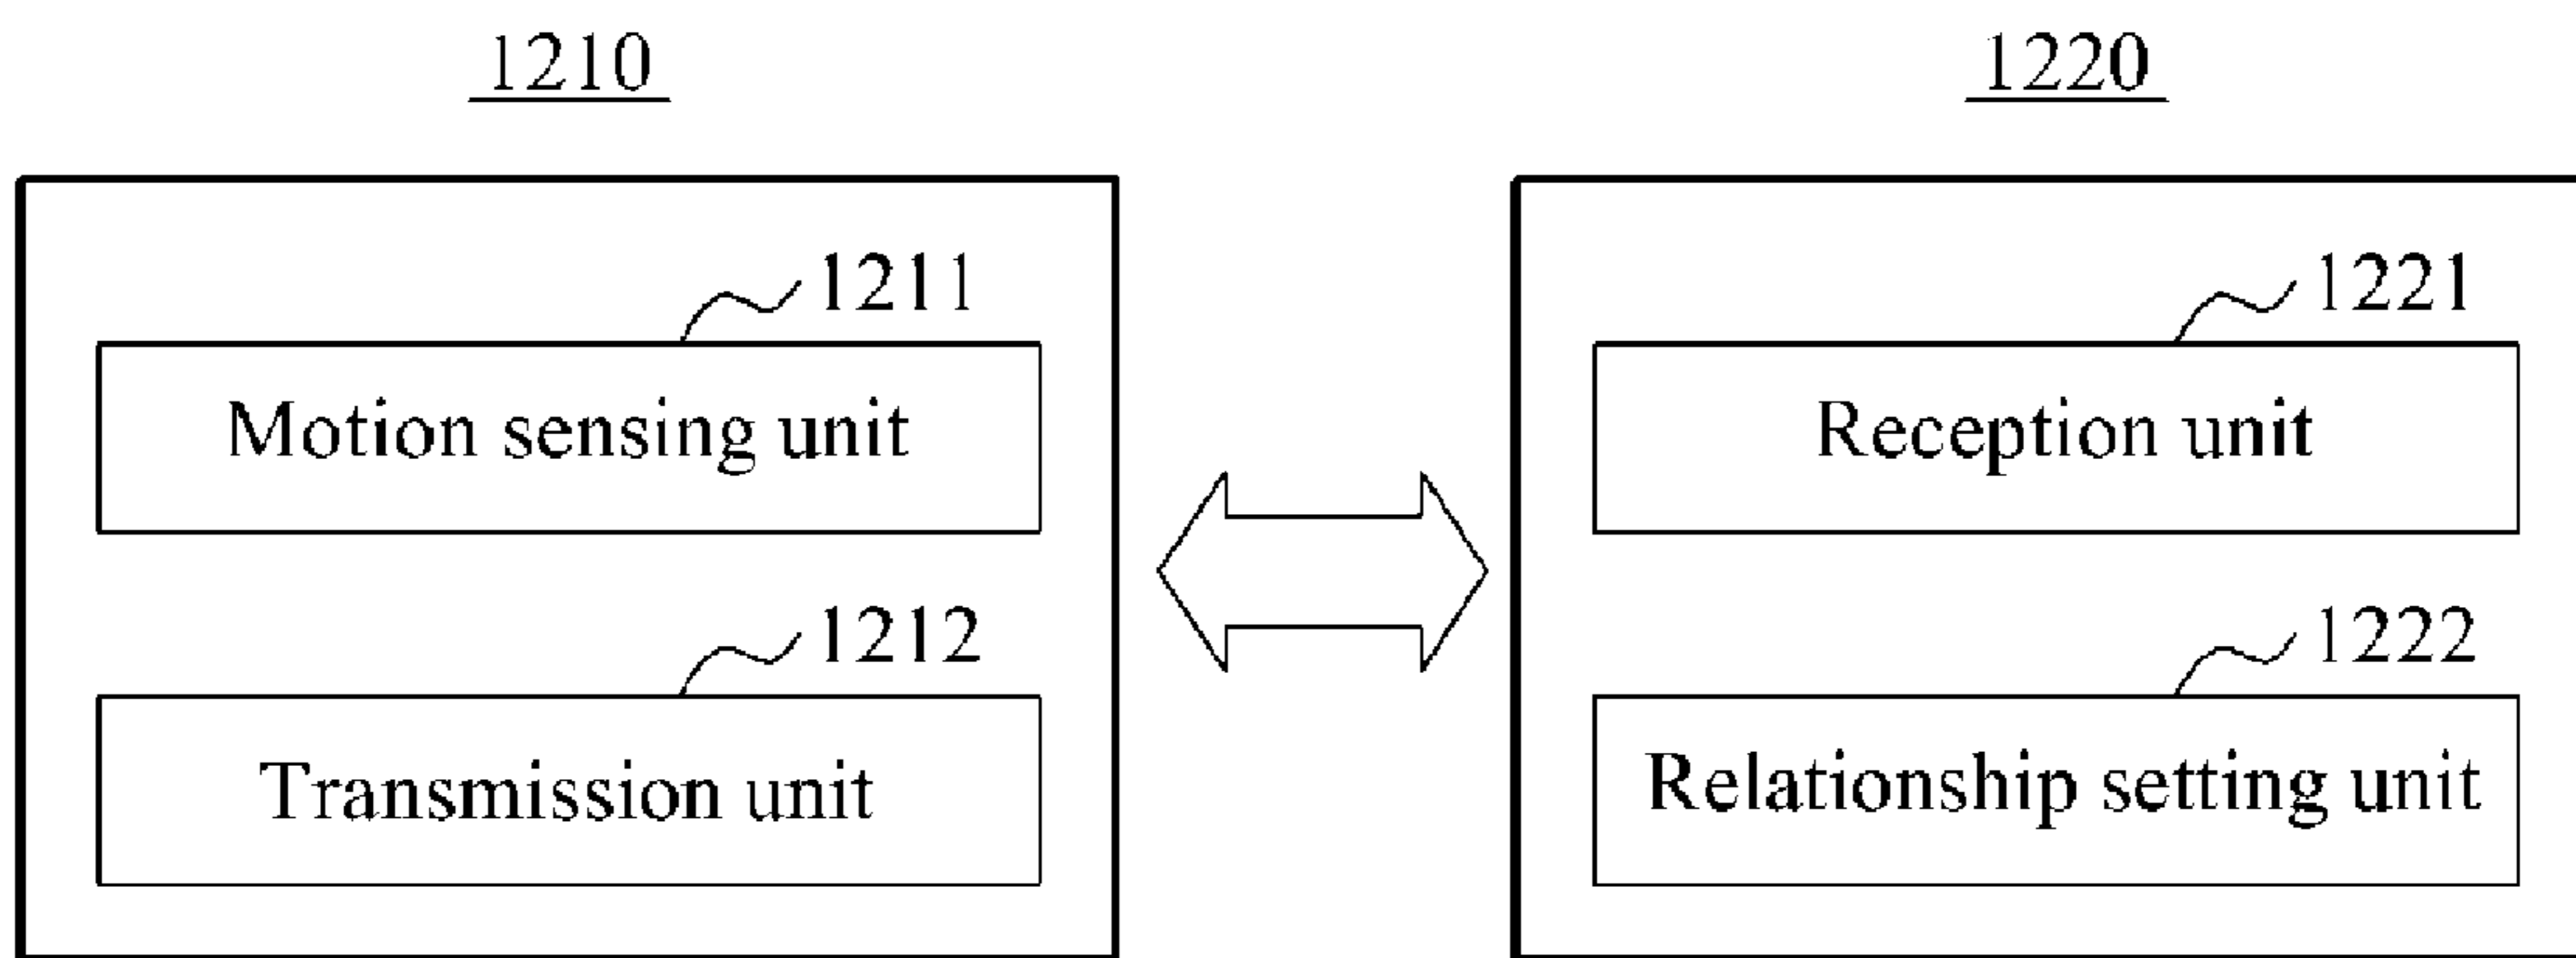 1210
1220
1211
Motion sensing unit
1212
Transmission unit
1221
Reception unit
1222
Relationship setting unit